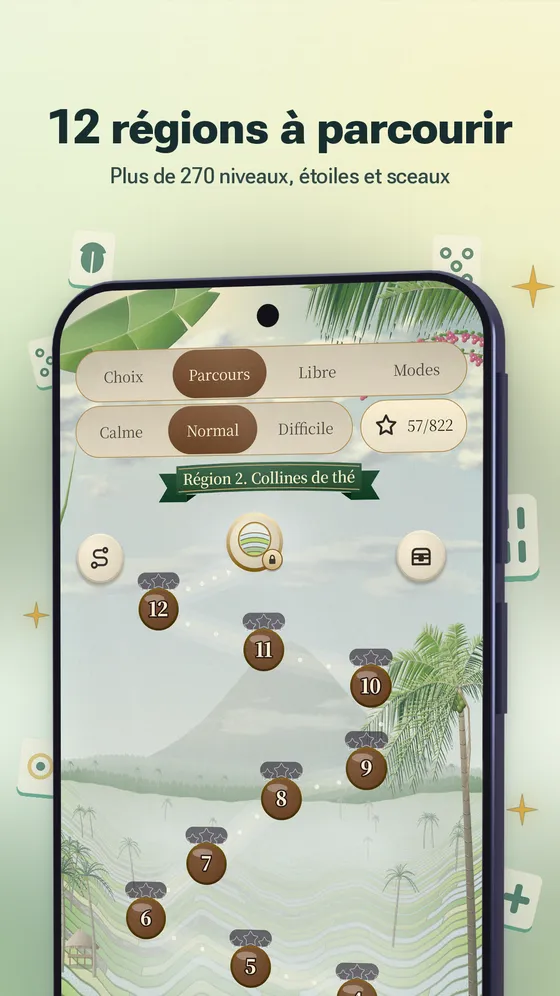 12 régions à parcourir
Plus de 270 niveaux, étoiles et sceaux
Choix Parcours Libre Modes
Calme Normal Difficile 57/822
Région 2. Collines de thé
12
11
10
9
8
7
6
5
4